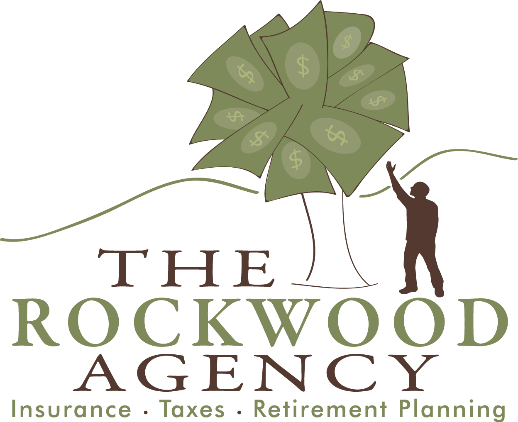 $ $ $ $ $ $ $ $ $
THE
ROCKWOOD
AGENCY
Insurance · Taxes · Retirement Planning